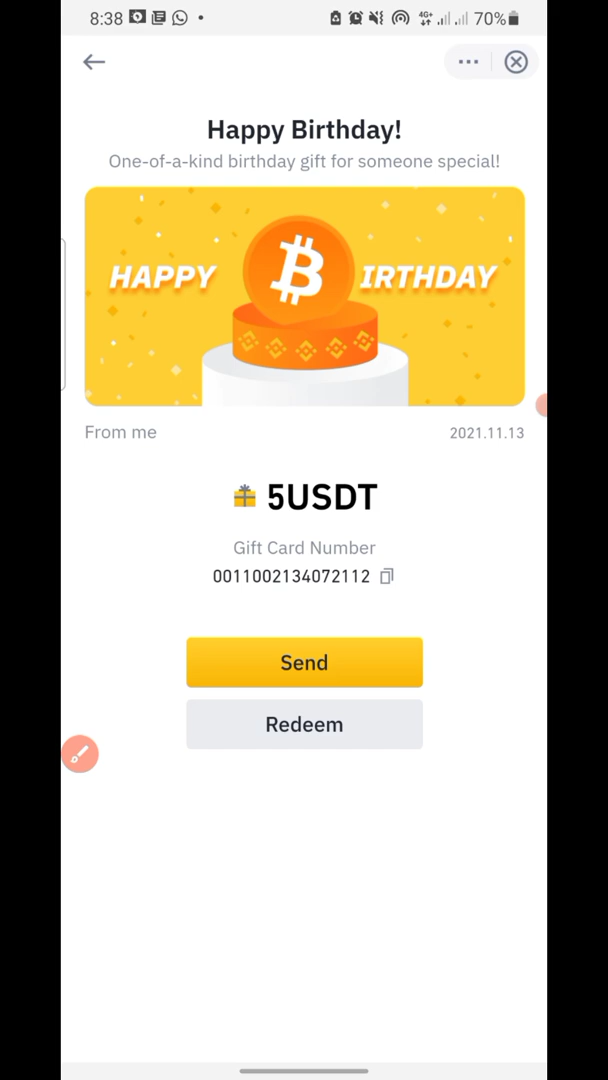 8:38 4G+ 70%
Happy Birthday!
One-of-a-kind birthday gift for someone special!
HAPPY ₿IRTHDAY
From me 2021.11.13
5USDT
Gift Card Number
0011002134072112
Send
Redeem